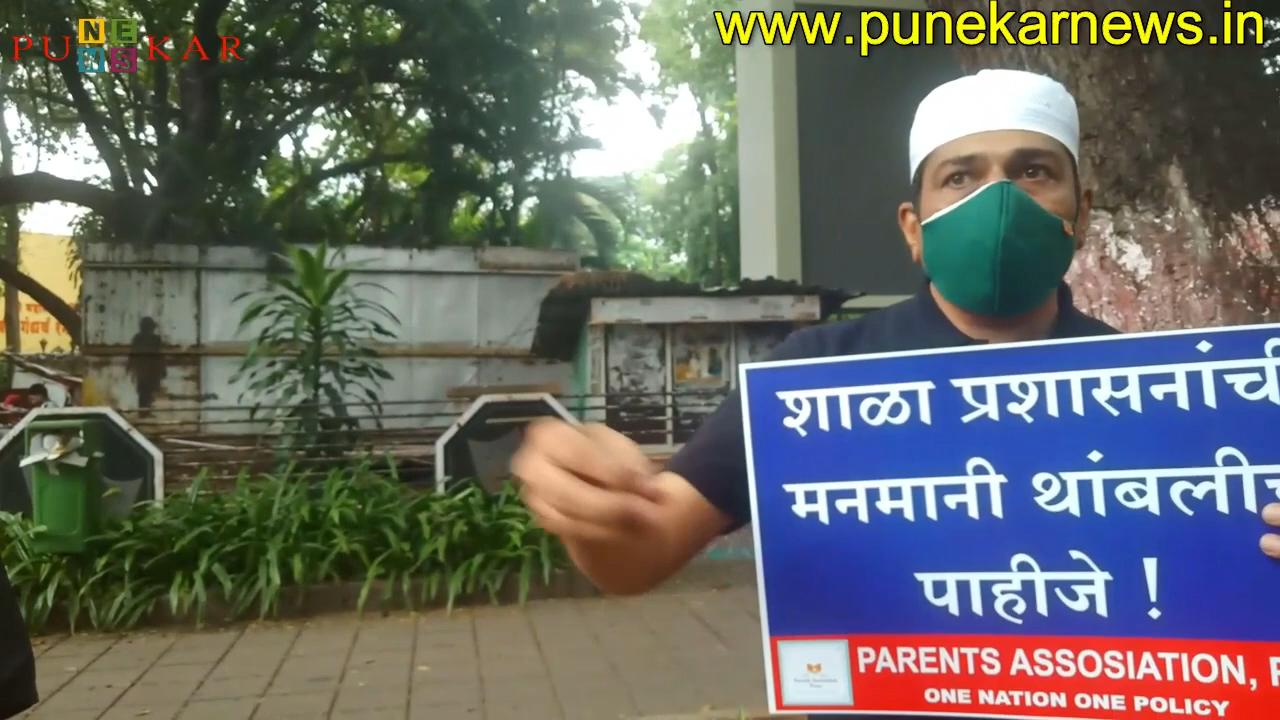 PUNEKAR
NEWS
www.punekarnews.in
शाळा प्रशासनांची
मनमानी थांबलीच
पाहीजे !
PARENTS ASSOSIATION,
ONE NATION ONE POLICY